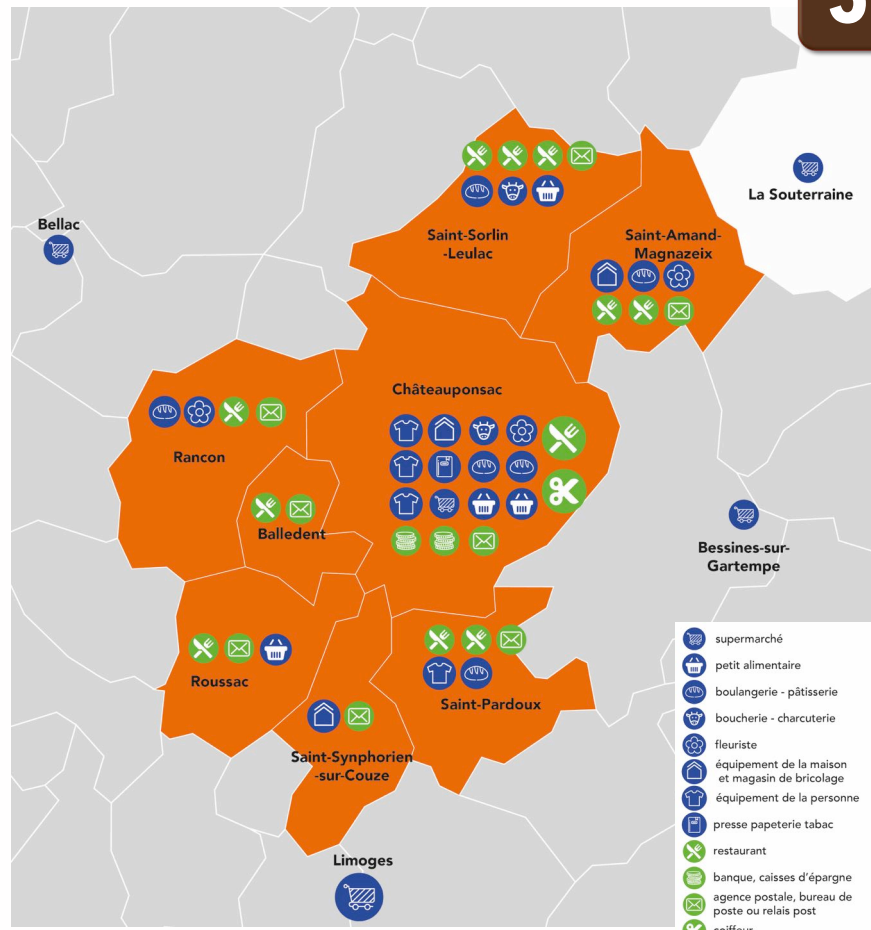 La Souterraine
Bellac
Saint-Sorlin
-Leulac
Saint-Amand-
Magnazeix
Châteauponsac
Rancon
Balledent
Bessines-sur-
Gartempe
Roussac
Saint-Pardoux
Saint-Synphorien
-sur-Couze
Limoges
supermarché
petit alimentaire
boulangerie - pâtisserie
boucherie - charcuterie
fleuriste
équipement de la maison
et magasin de bricolage
équipement de la personne
presse papeterie tabac
restaurant
banque, caisses d'épargne
agence postale, bureau de
poste ou relais post
coiffeur